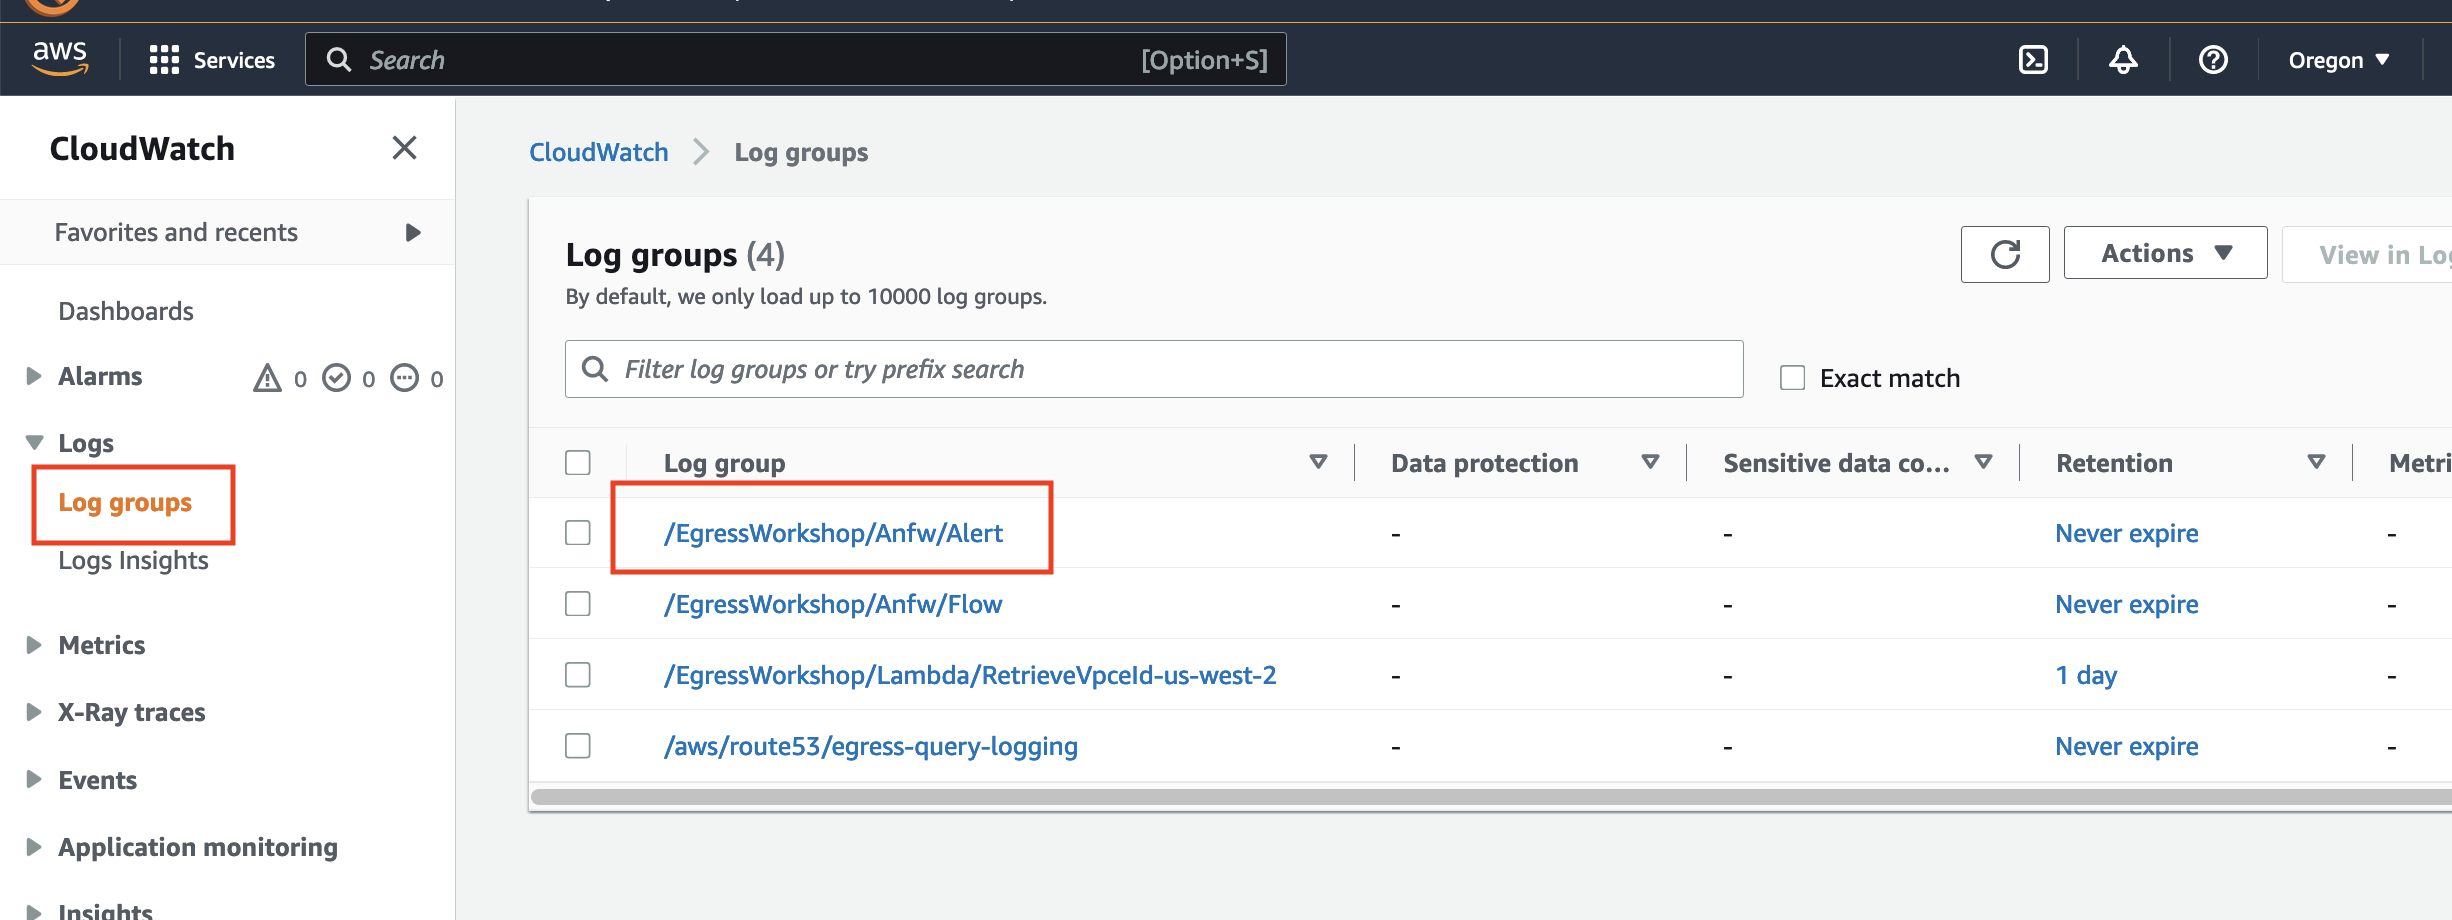 aws
Services
Search
[Option+S]
Oregon
CloudWatch
Favorites and recents
Dashboards
Alarms 0 0 0
Logs
Log groups
Logs Insights
Metrics
X-Ray traces
Events
Application monitoring
Insights
CloudWatch Log groups
Log groups (4)
By default, we only load up to 10000 log groups.
Actions
View in Log
Filter log groups or try prefix search
Exact match
Log group Data protection Sensitive data co... Retention Metri
/EgressWorkshop/Anfw/Alert - - Never expire -
/EgressWorkshop/Anfw/Flow - - Never expire -
/EgressWorkshop/Lambda/RetrieveVpceId-us-west-2 - - 1 day -
/aws/route53/egress-query-logging - - Never expire -